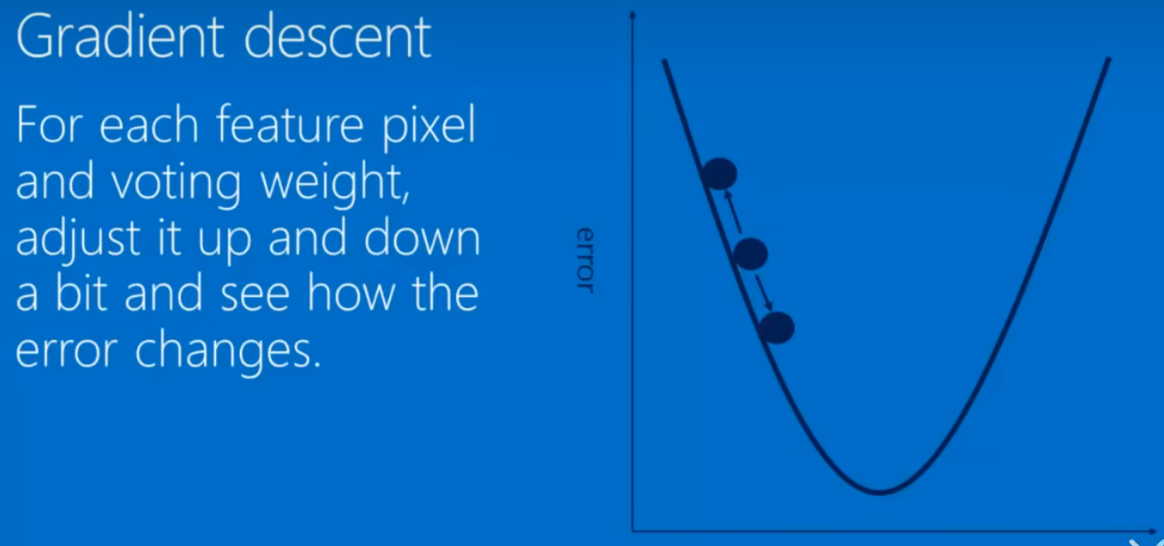 Gradient descent
For each feature pixel
and voting weight,
adjust it up and down
a bit and see how the
error changes.
error